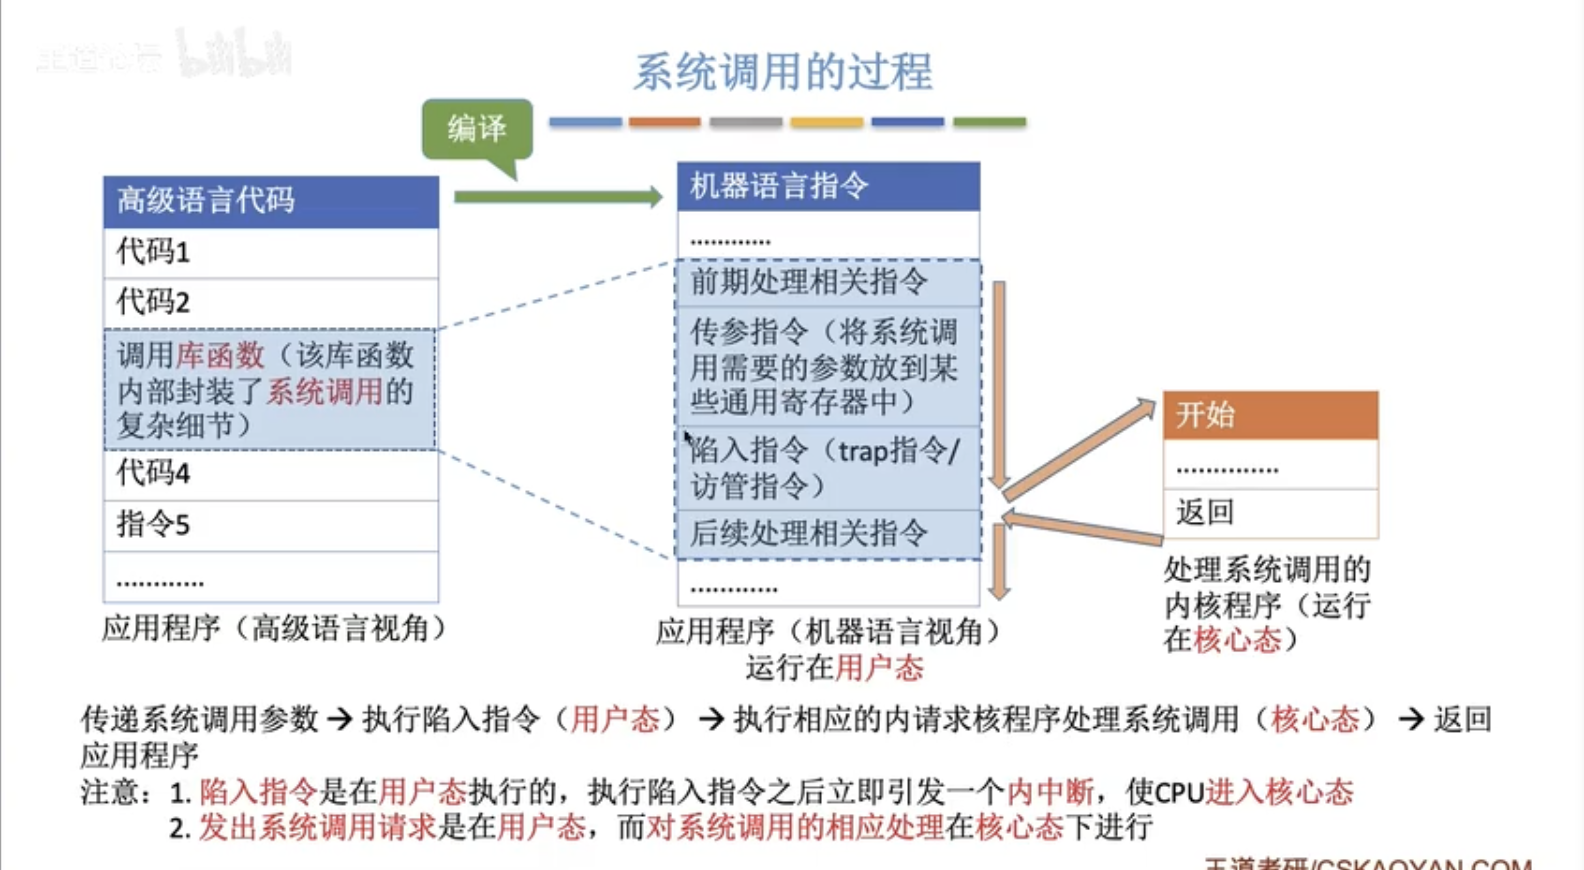 王道论坛 bilibili
系统调用的过程
编译
高级语言代码
代码1
代码2
调用库函数（该库函数
内部封装了系统调用的
复杂细节）
代码4
指令5
............
应用程序（高级语言视角）
机器语言指令
............
前期处理相关指令
传参指令（将系统调
用需要的参数放到某
些通用寄存器中）
陷入指令（trap指令/
访管指令）
后续处理相关指令
............
应用程序（机器语言视角）
运行在用户态
开始
..............
返回
处理系统调用的
内核程序（运行
在核心态）
传递系统调用参数 → 执行陷入指令（用户态） → 执行相应的内请求核程序处理系统调用（核心态） → 返回
应用程序
注意：1. 陷入指令是在用户态执行的，执行陷入指令之后立即引发一个内中断，使CPU进入核心态
2. 发出系统调用请求是在用户态，而对系统调用的相应处理在核心态下进行
王道考研/CSKAOYAN.COM